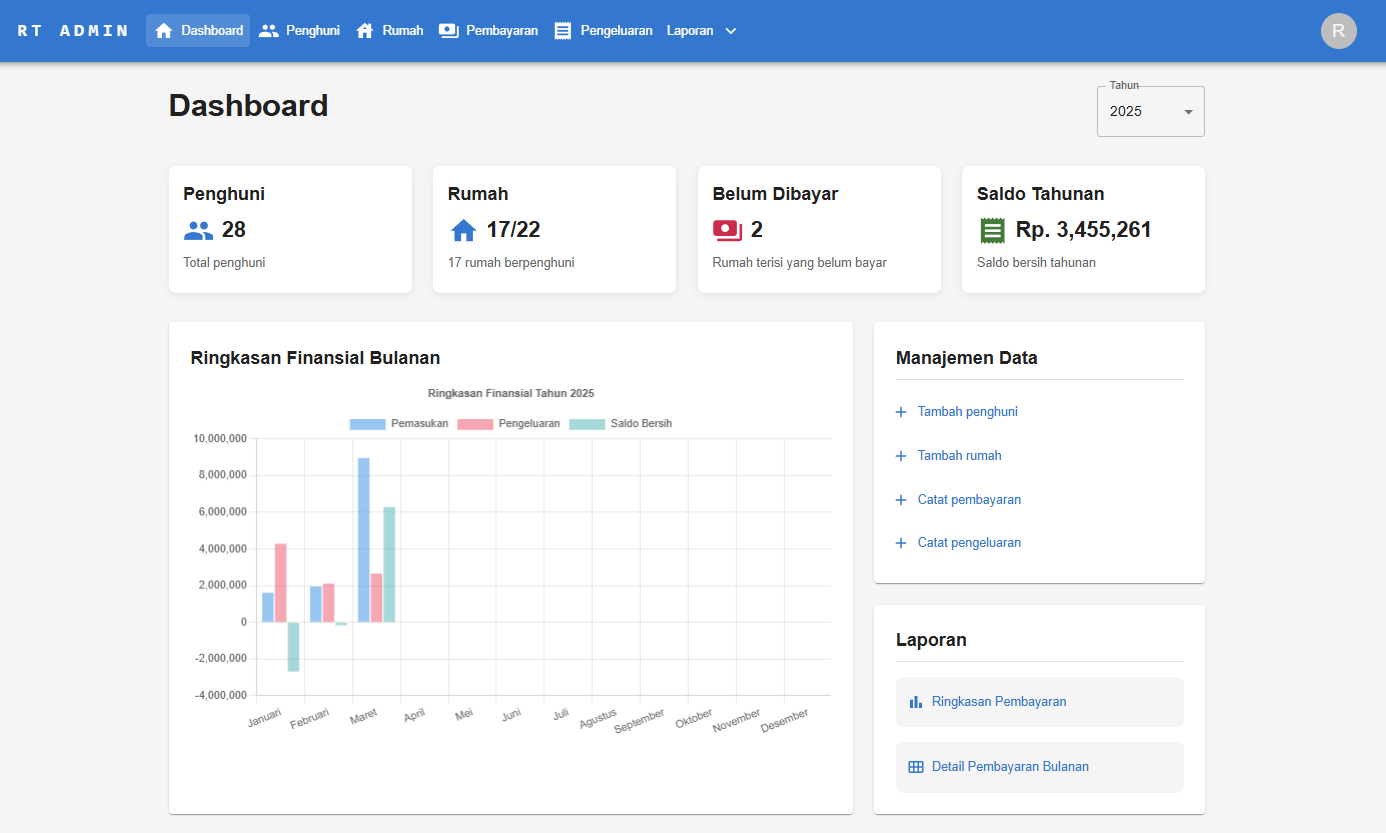 RT ADMIN Dashboard Penghuni Rumah Pembayaran Pengeluaran Laporan R
Dashboard
Tahun
2025
Penghuni
28
Total penghuni
Rumah
17/22
17 rumah berpenghuni
Belum Dibayar
2
Rumah terisi yang belum bayar
Saldo Tahunan
Rp. 3,455,261
Saldo bersih tahunan
Ringkasan Finansial Bulanan
Ringkasan Finansial Tahun 2025
Pemasukan Pengeluaran Saldo Bersih
10,000,000
8,000,000
6,000,000
4,000,000
2,000,000
0
-2,000,000
-4,000,000
Januari Februari Maret April Mei Juni Juli Agustus September Oktober November Desember
Manajemen Data
Tambah penghuni
Tambah rumah
Catat pembayaran
Catat pengeluaran
Laporan
Ringkasan Pembayaran
Detail Pembayaran Bulanan